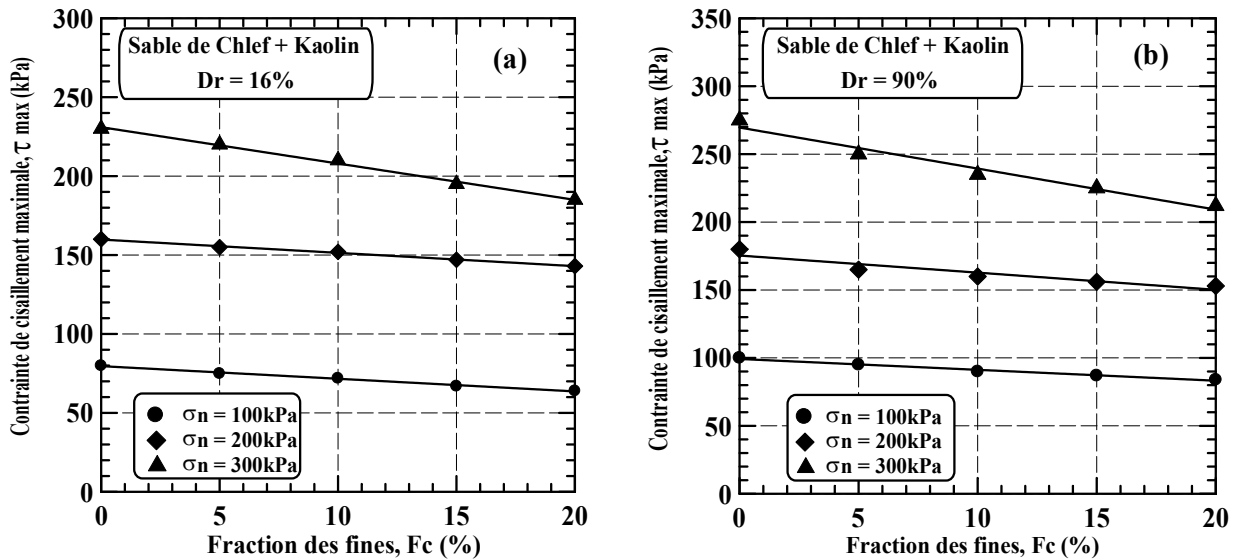 Contrainte de cisaillement maximale, τ max (kPa)
300
250
200
150
100
50
0
Sable de Chlef + Kaolin
Dr = 16%
(a)
σn = 100kPa
σn = 200kPa
σn = 300kPa
0 5 10 15 20
Fraction des fines, Fc (%)
Contrainte de cisaillement maximale, τ max (kPa)
350
300
250
200
150
100
50
0
Sable de Chlef + Kaolin
Dr = 90%
(b)
σn = 100kPa
σn = 200kPa
σn = 300kPa
0 5 10 15 20
Fraction des fines, Fc (%)